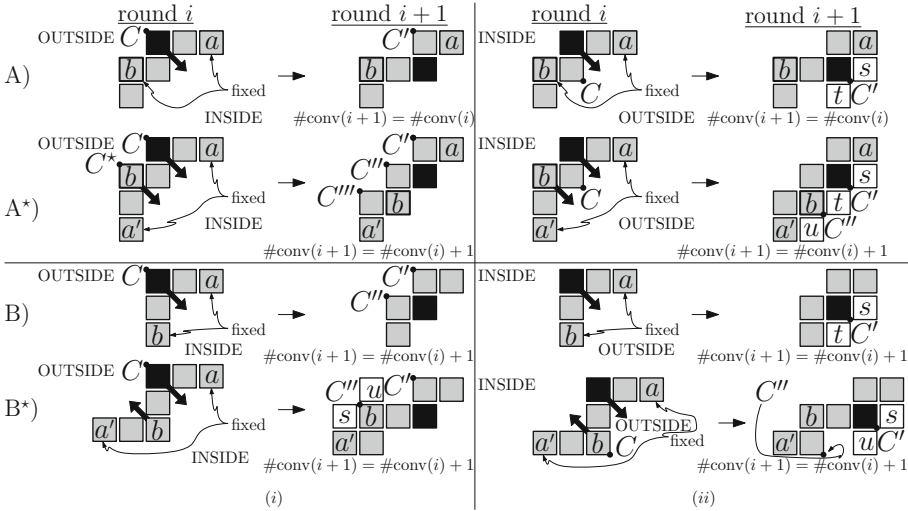 round i
round i + 1
round i
round i + 1
A)
OUTSIDE C a b fixed INSIDE
C′ a b
#conv(i + 1) = #conv(i)
INSIDE a b C fixed OUTSIDE
a b s t C′
#conv(i + 1) = #conv(i)
A⋆)
OUTSIDE C C⋆ a b a′ fixed INSIDE
C′ a C′′ C′′′ b a′
#conv(i + 1) = #conv(i) + 1
INSIDE a b C a′ fixed OUTSIDE
a s b t C′ a′ u C′′
#conv(i + 1) = #conv(i) + 1
B)
OUTSIDE C a b fixed INSIDE
C′ C′′
#conv(i + 1) = #conv(i) + 1
INSIDE a b fixed OUTSIDE
s t C′
#conv(i + 1) = #conv(i) + 1
B⋆)
OUTSIDE C a a′ b fixed INSIDE
C′′ u C′ s b a′
#conv(i + 1) = #conv(i) + 1
INSIDE a OUTSIDE fixed a′ b C
C′′ b s a′ u C′
#conv(i + 1) = #conv(i) + 1
(i)
(ii)